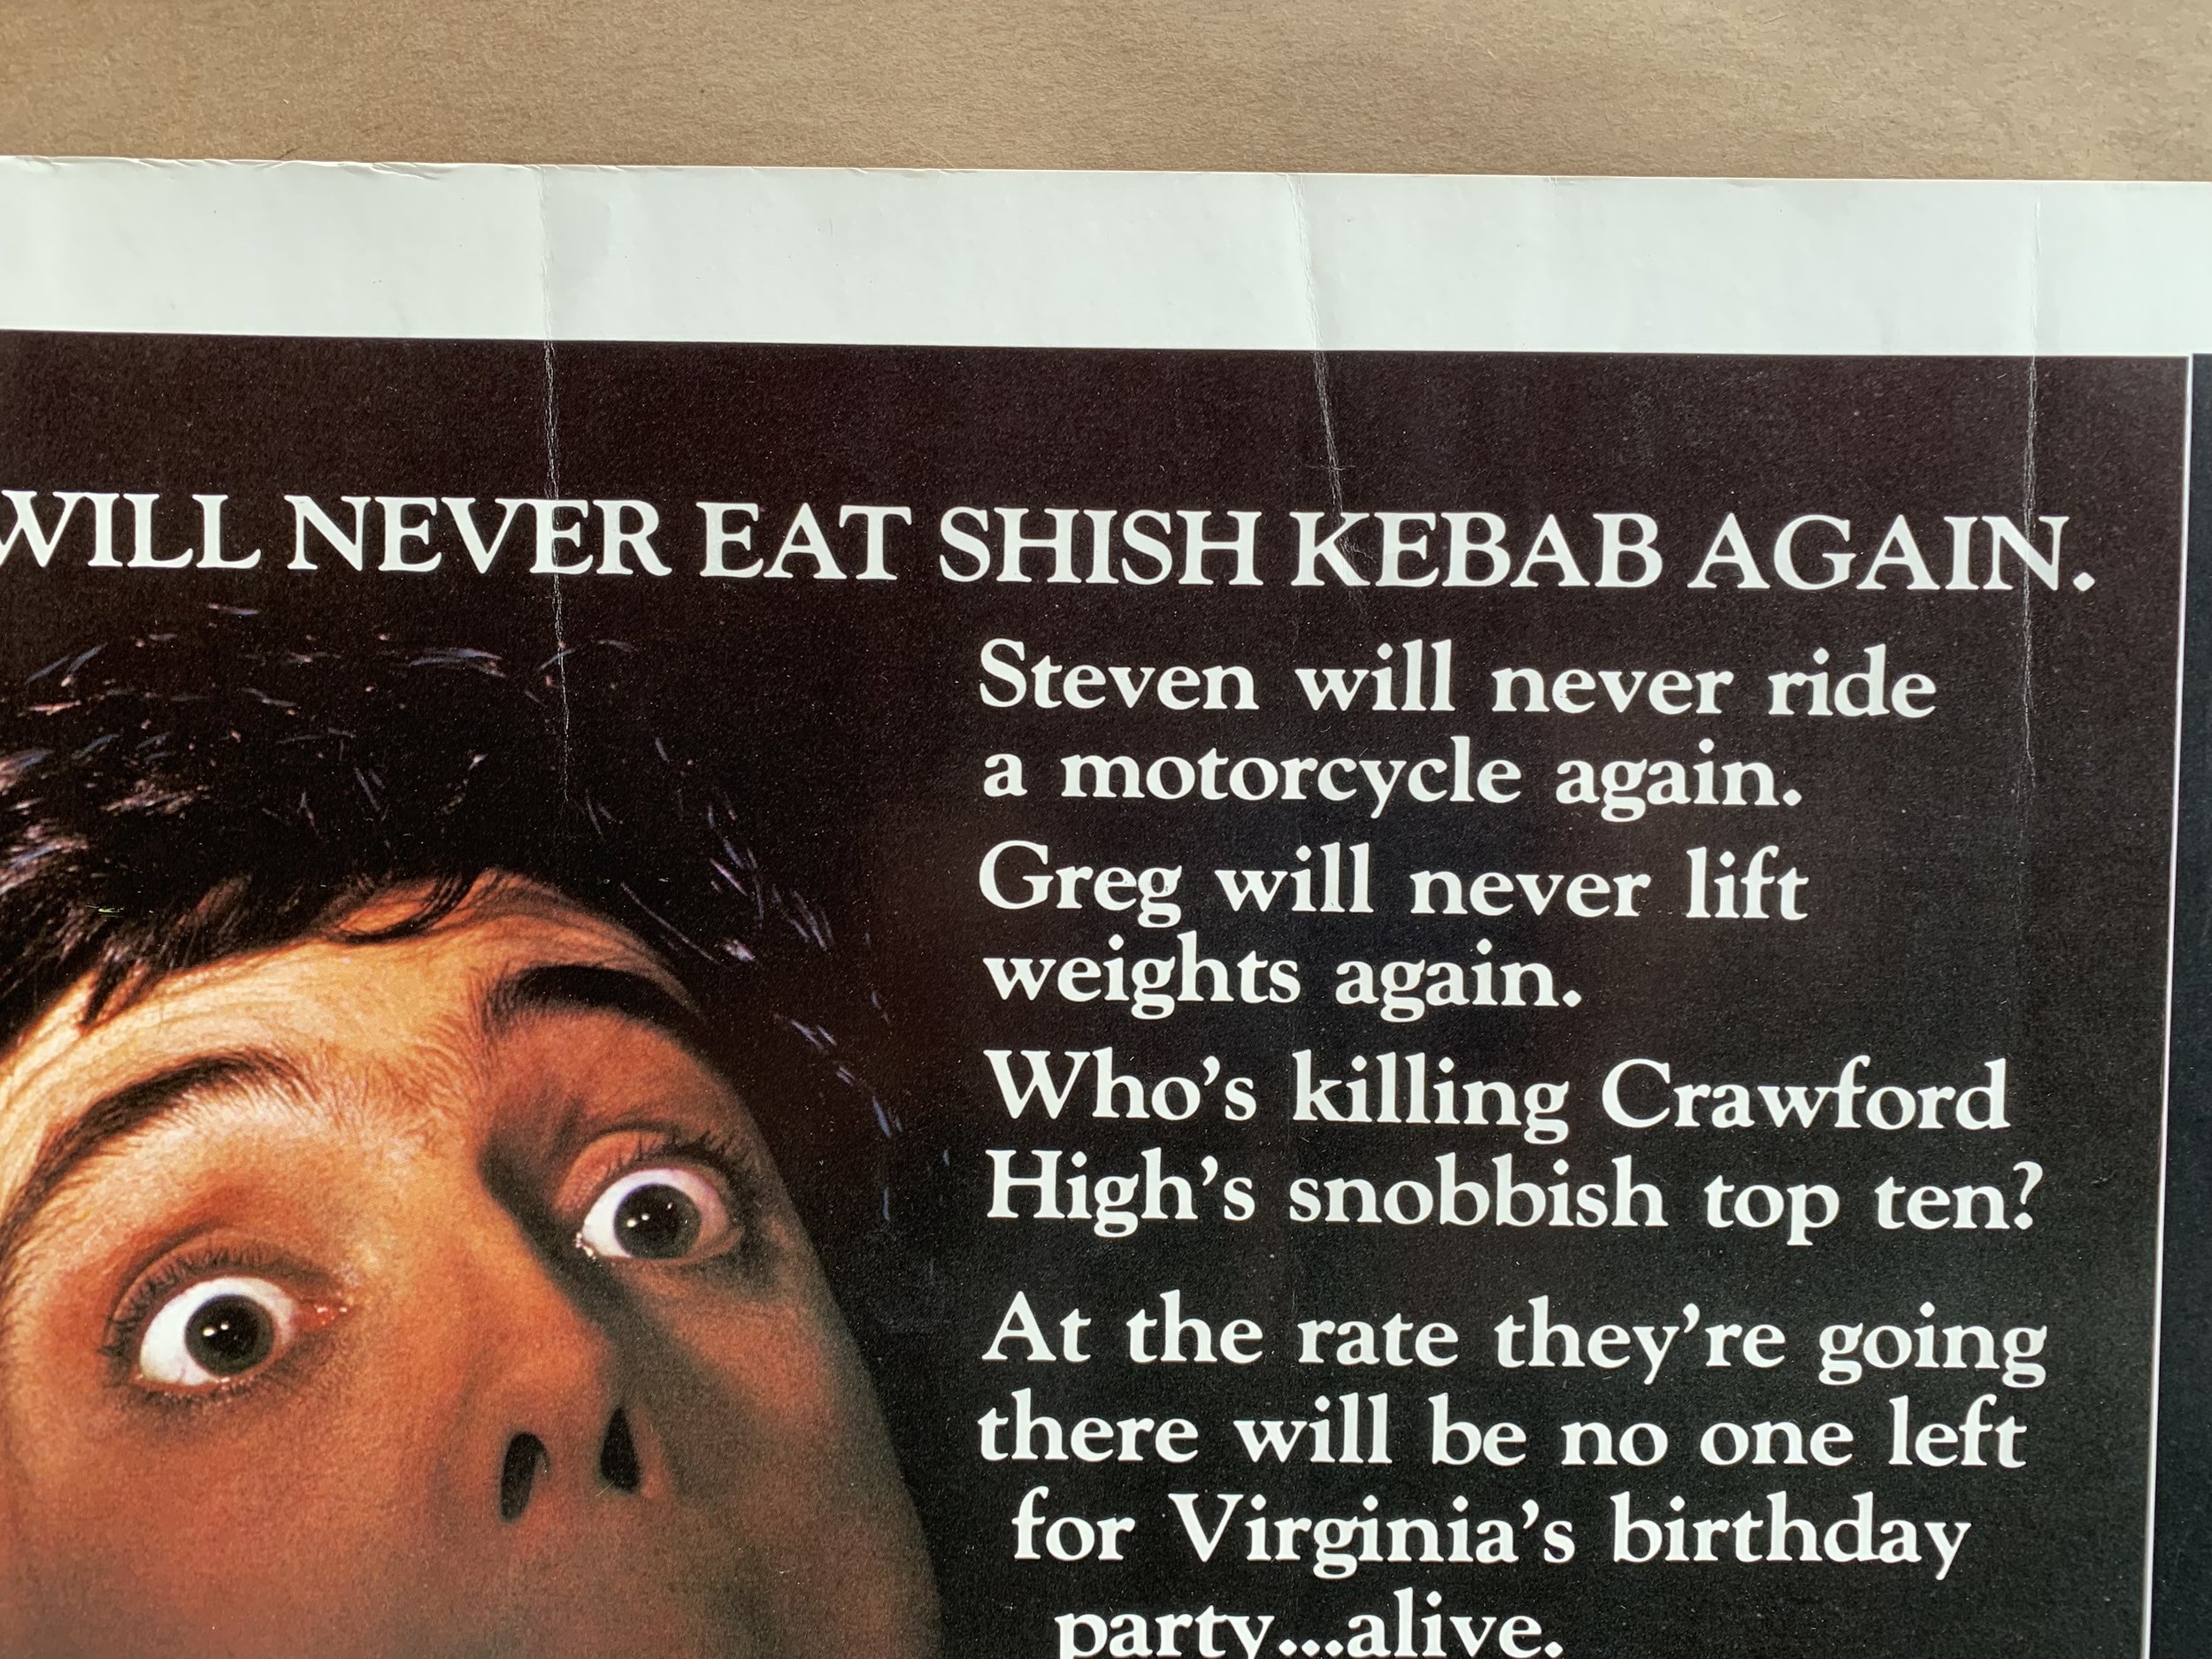 WILL NEVER EAT SHISH KEBAB AGAIN.
Steven will never ride
a motorcycle again.
Greg will never lift
weights again.
Who's killing Crawford
High's snobbish top ten?
At the rate they're going
there will be no one left
for Virginia's birthday
party...alive.